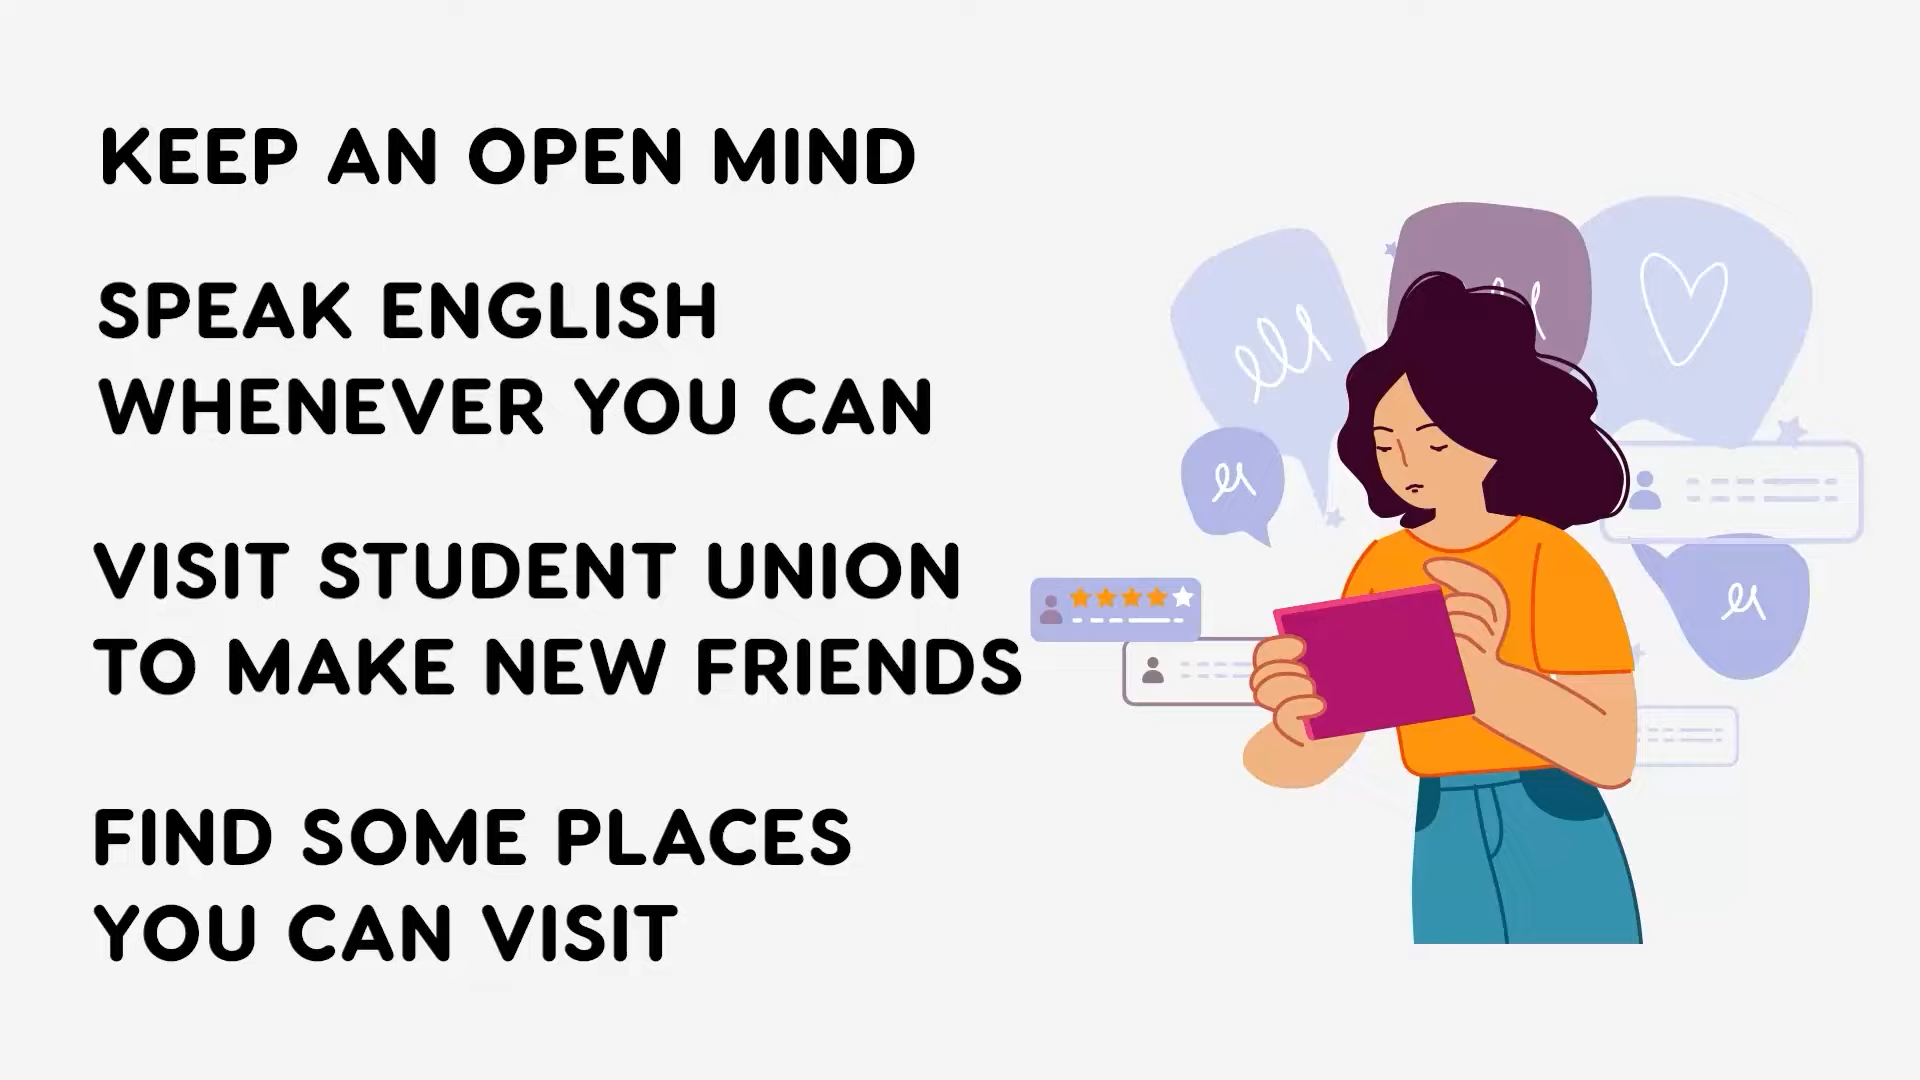 KEEP AN OPEN MIND
SPEAK ENGLISH
WHENEVER YOU CAN
VISIT STUDENT UNION
TO MAKE NEW FRIENDS
FIND SOME PLACES
YOU CAN VISIT